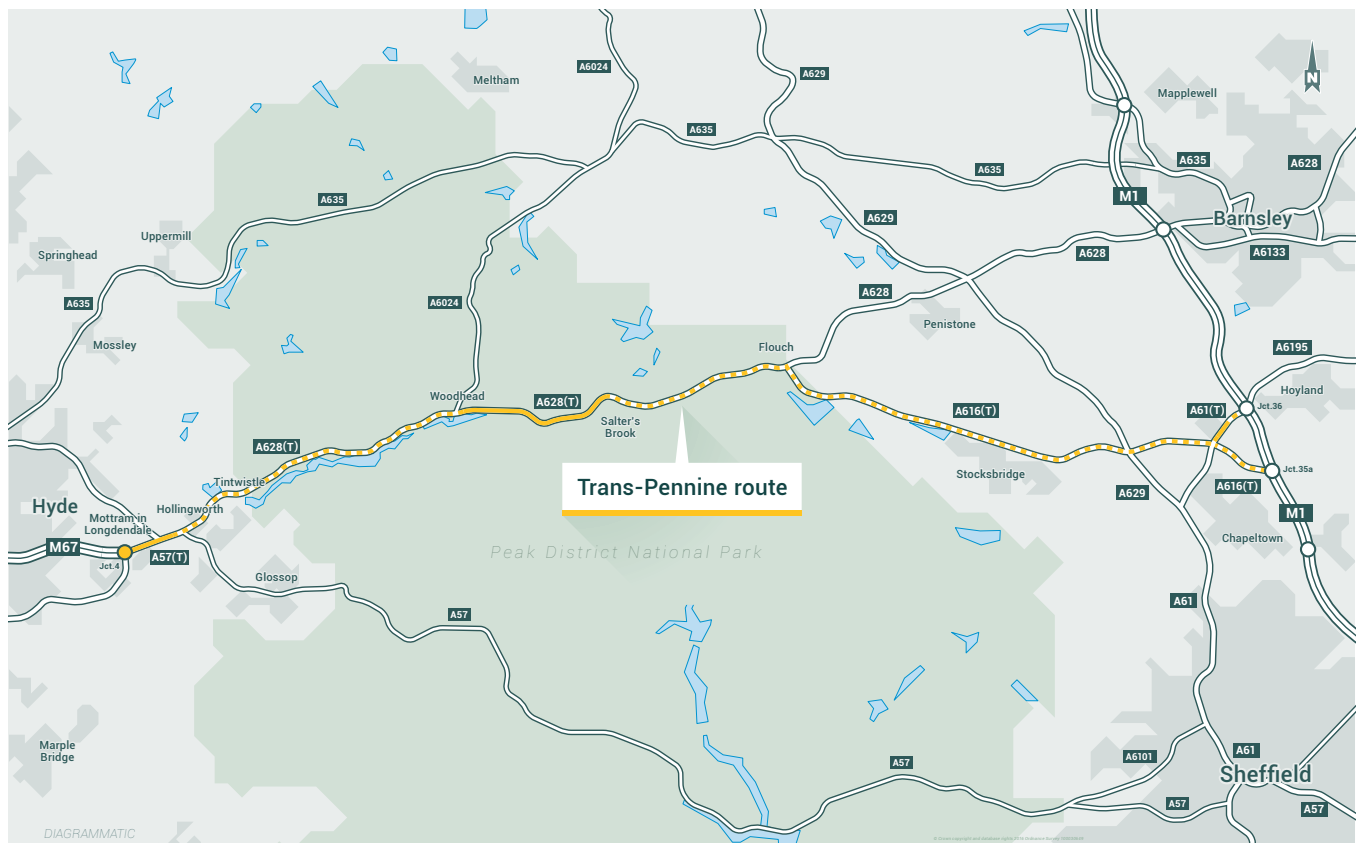 A6024
A629
Meltham
Mapplewell
N
A635
A635
A628
A635
A635
M1
A629
Barnsley
Uppermill
Springhead
A628
A6133
A635
A6024
A628
Penistone
Mossley
Flouch
A6195
Hoyland
Woodhead
A628(T)
A616(T)
A61(T)
Jct.36
Salter's
Brook
A628(T)
Stocksbridge
Jct.35a
Tintwistle
Trans-Pennine route
A629
A616(T)
Hyde
Hollingworth
Mottram in
Longdendale
M1
M67
A57(T)
Jct.4
Peak District National Park
Chapeltown
Glossop
A57
A61
Marple
Bridge
A57
A6101
A61
Sheffield
A57
A57
DIAGRAMMATIC